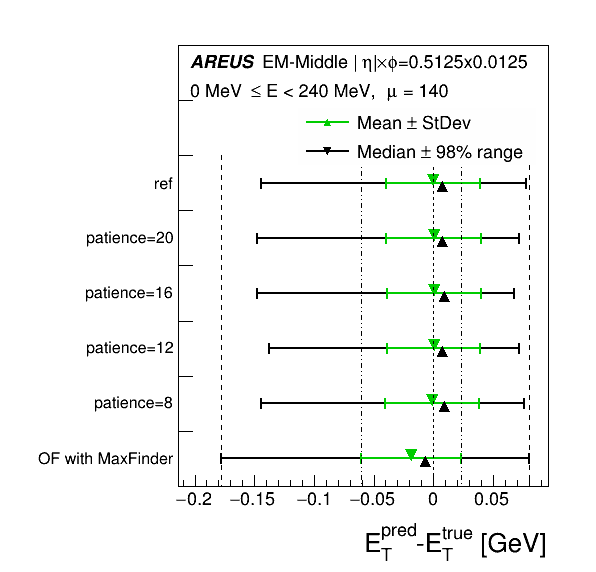 AREUS EM-Middle |η|×ϕ=0.5125x0.0125
0 MeV ≤ E < 240 MeV, μ = 140
Mean ± StDev
Median ± 98% range
ref
patience=20
patience=16
patience=12
patience=8
OF with MaxFinder
−0.2 −0.15 −0.1 −0.05 0 0.05
E_T^pred-E_T^true [GeV]